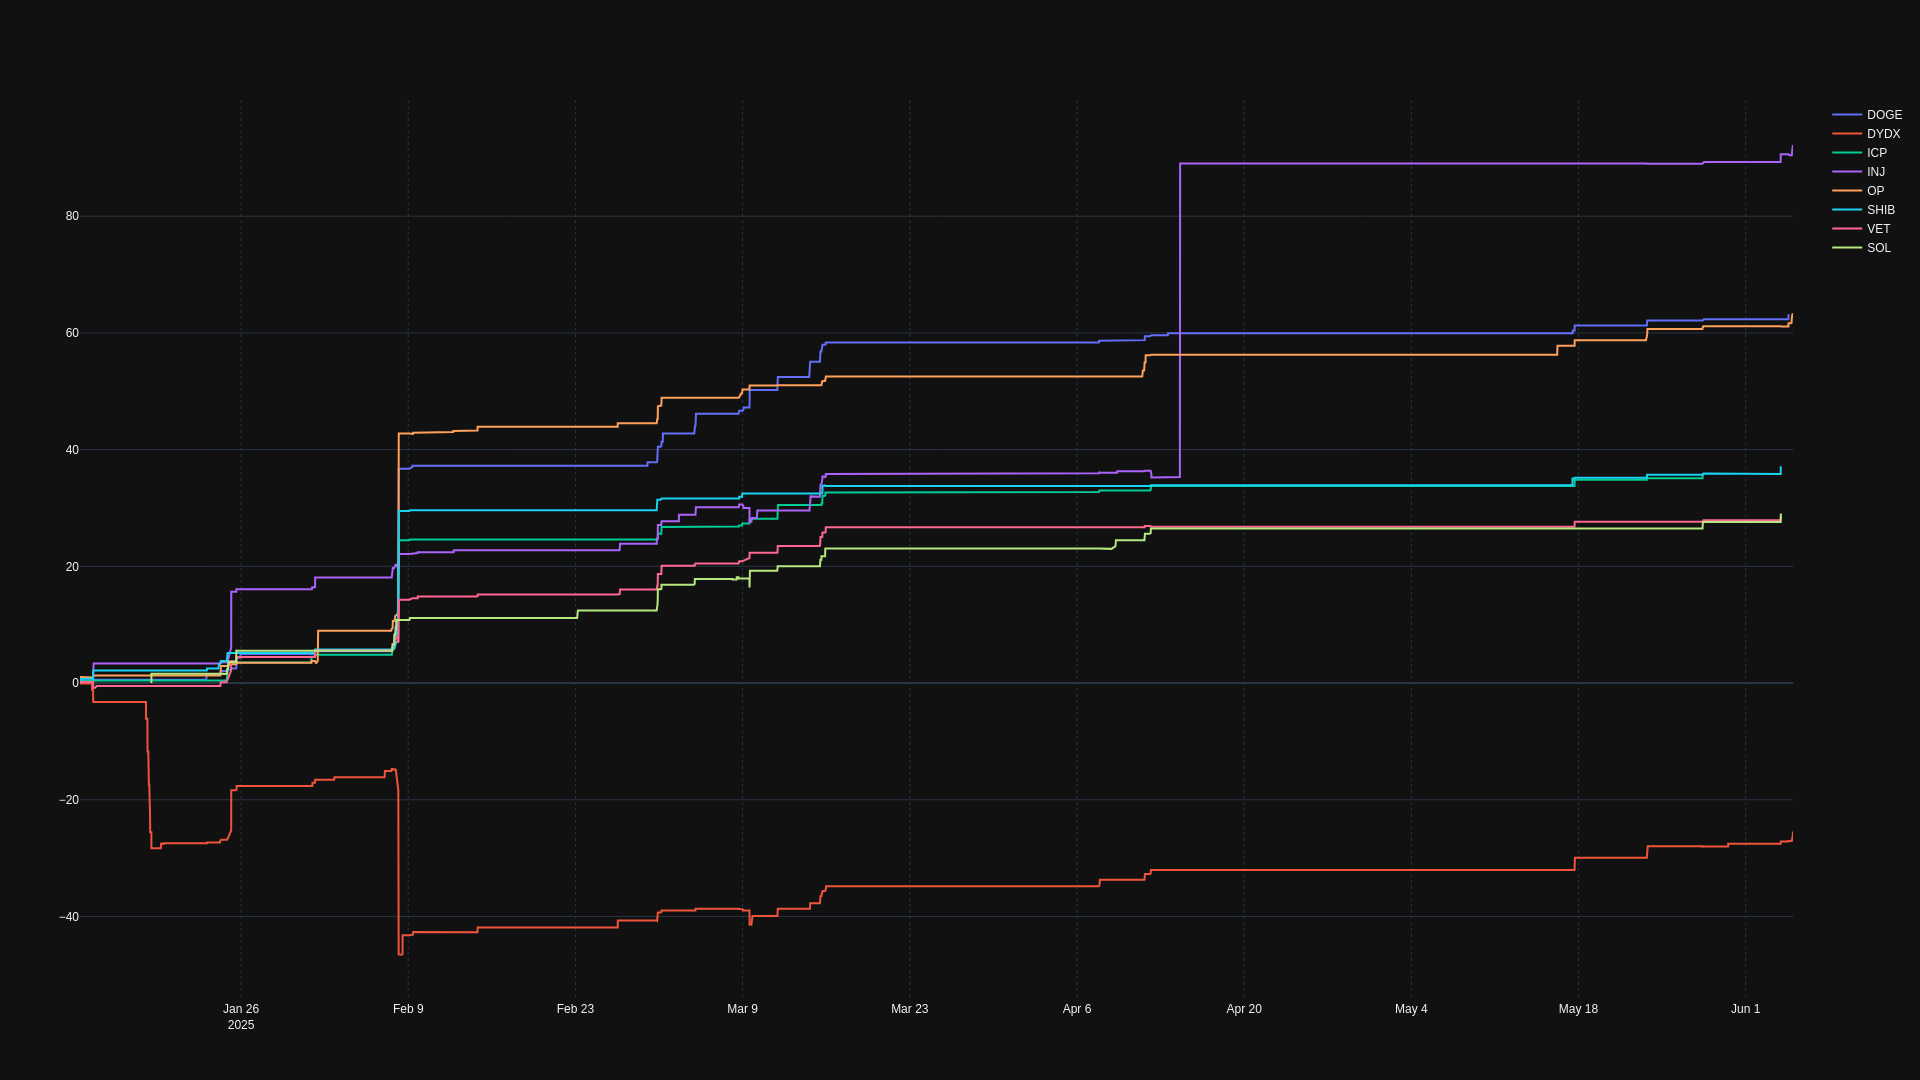 DOGE
DYDX
ICP
INJ
OP
SHIB
VET
SOL
80
60
40
20
0
−20
−40
Jan 26
2025
Feb 9
Feb 23
Mar 9
Mar 23
Apr 6
Apr 20
May 4
May 18
Jun 1